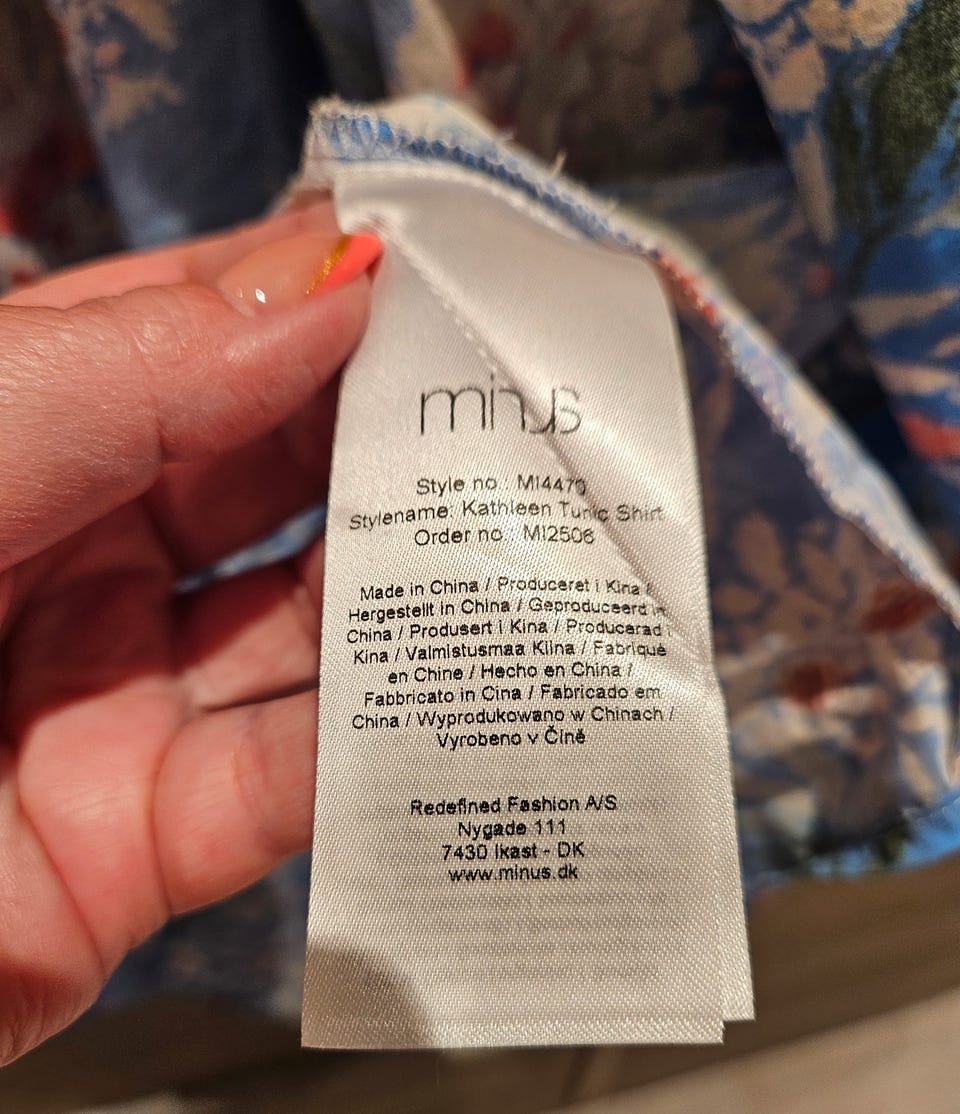 minus
Style no : MI4470
Stylename: Kathleen Tunic Shirt
Order no : MI2506
Made in China / Produceret i Kina /
Hergestellt in China / Geproduceerd in
China / Produsert i Kina / Producerad i
Kina / Valmistusmaa Kiina / Fabriqué
en Chine / Hecho en China /
Fabbricato in Cina / Fabricado em
China / Wyprodukowano w Chinach /
Vyrobeno v Číně
Redefined Fashion A/S
Nygade 111
7430 Ikast - DK
www.minus.dk